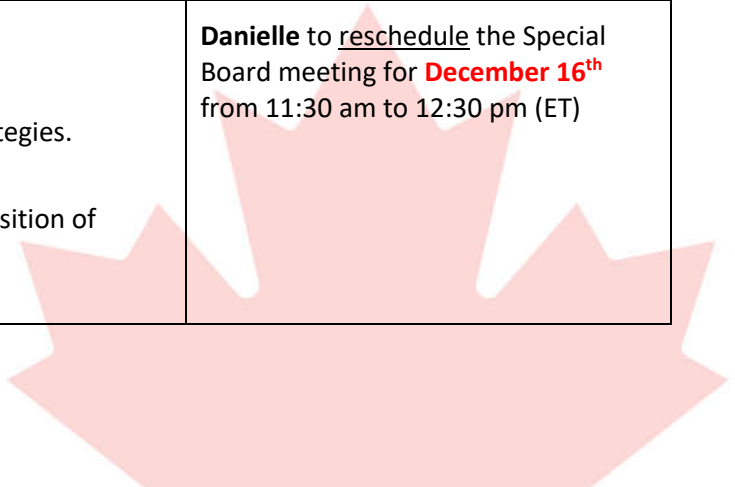 tegies.
sition of
Danielle to reschedule the Special
Board meeting for December 16th
from 11:30 am to 12:30 pm (ET)